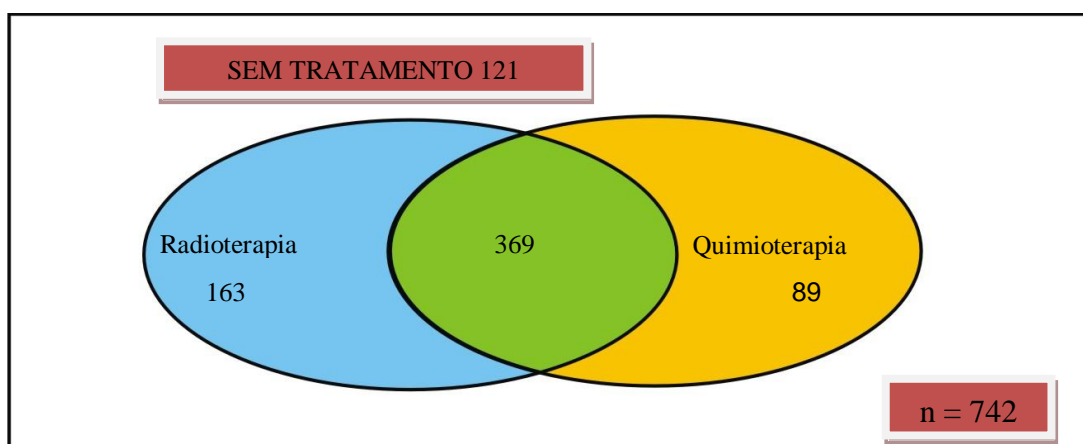 SEM TRATAMENTO 121
Radioterapia
163
369
Quimioterapia
89
n = 742